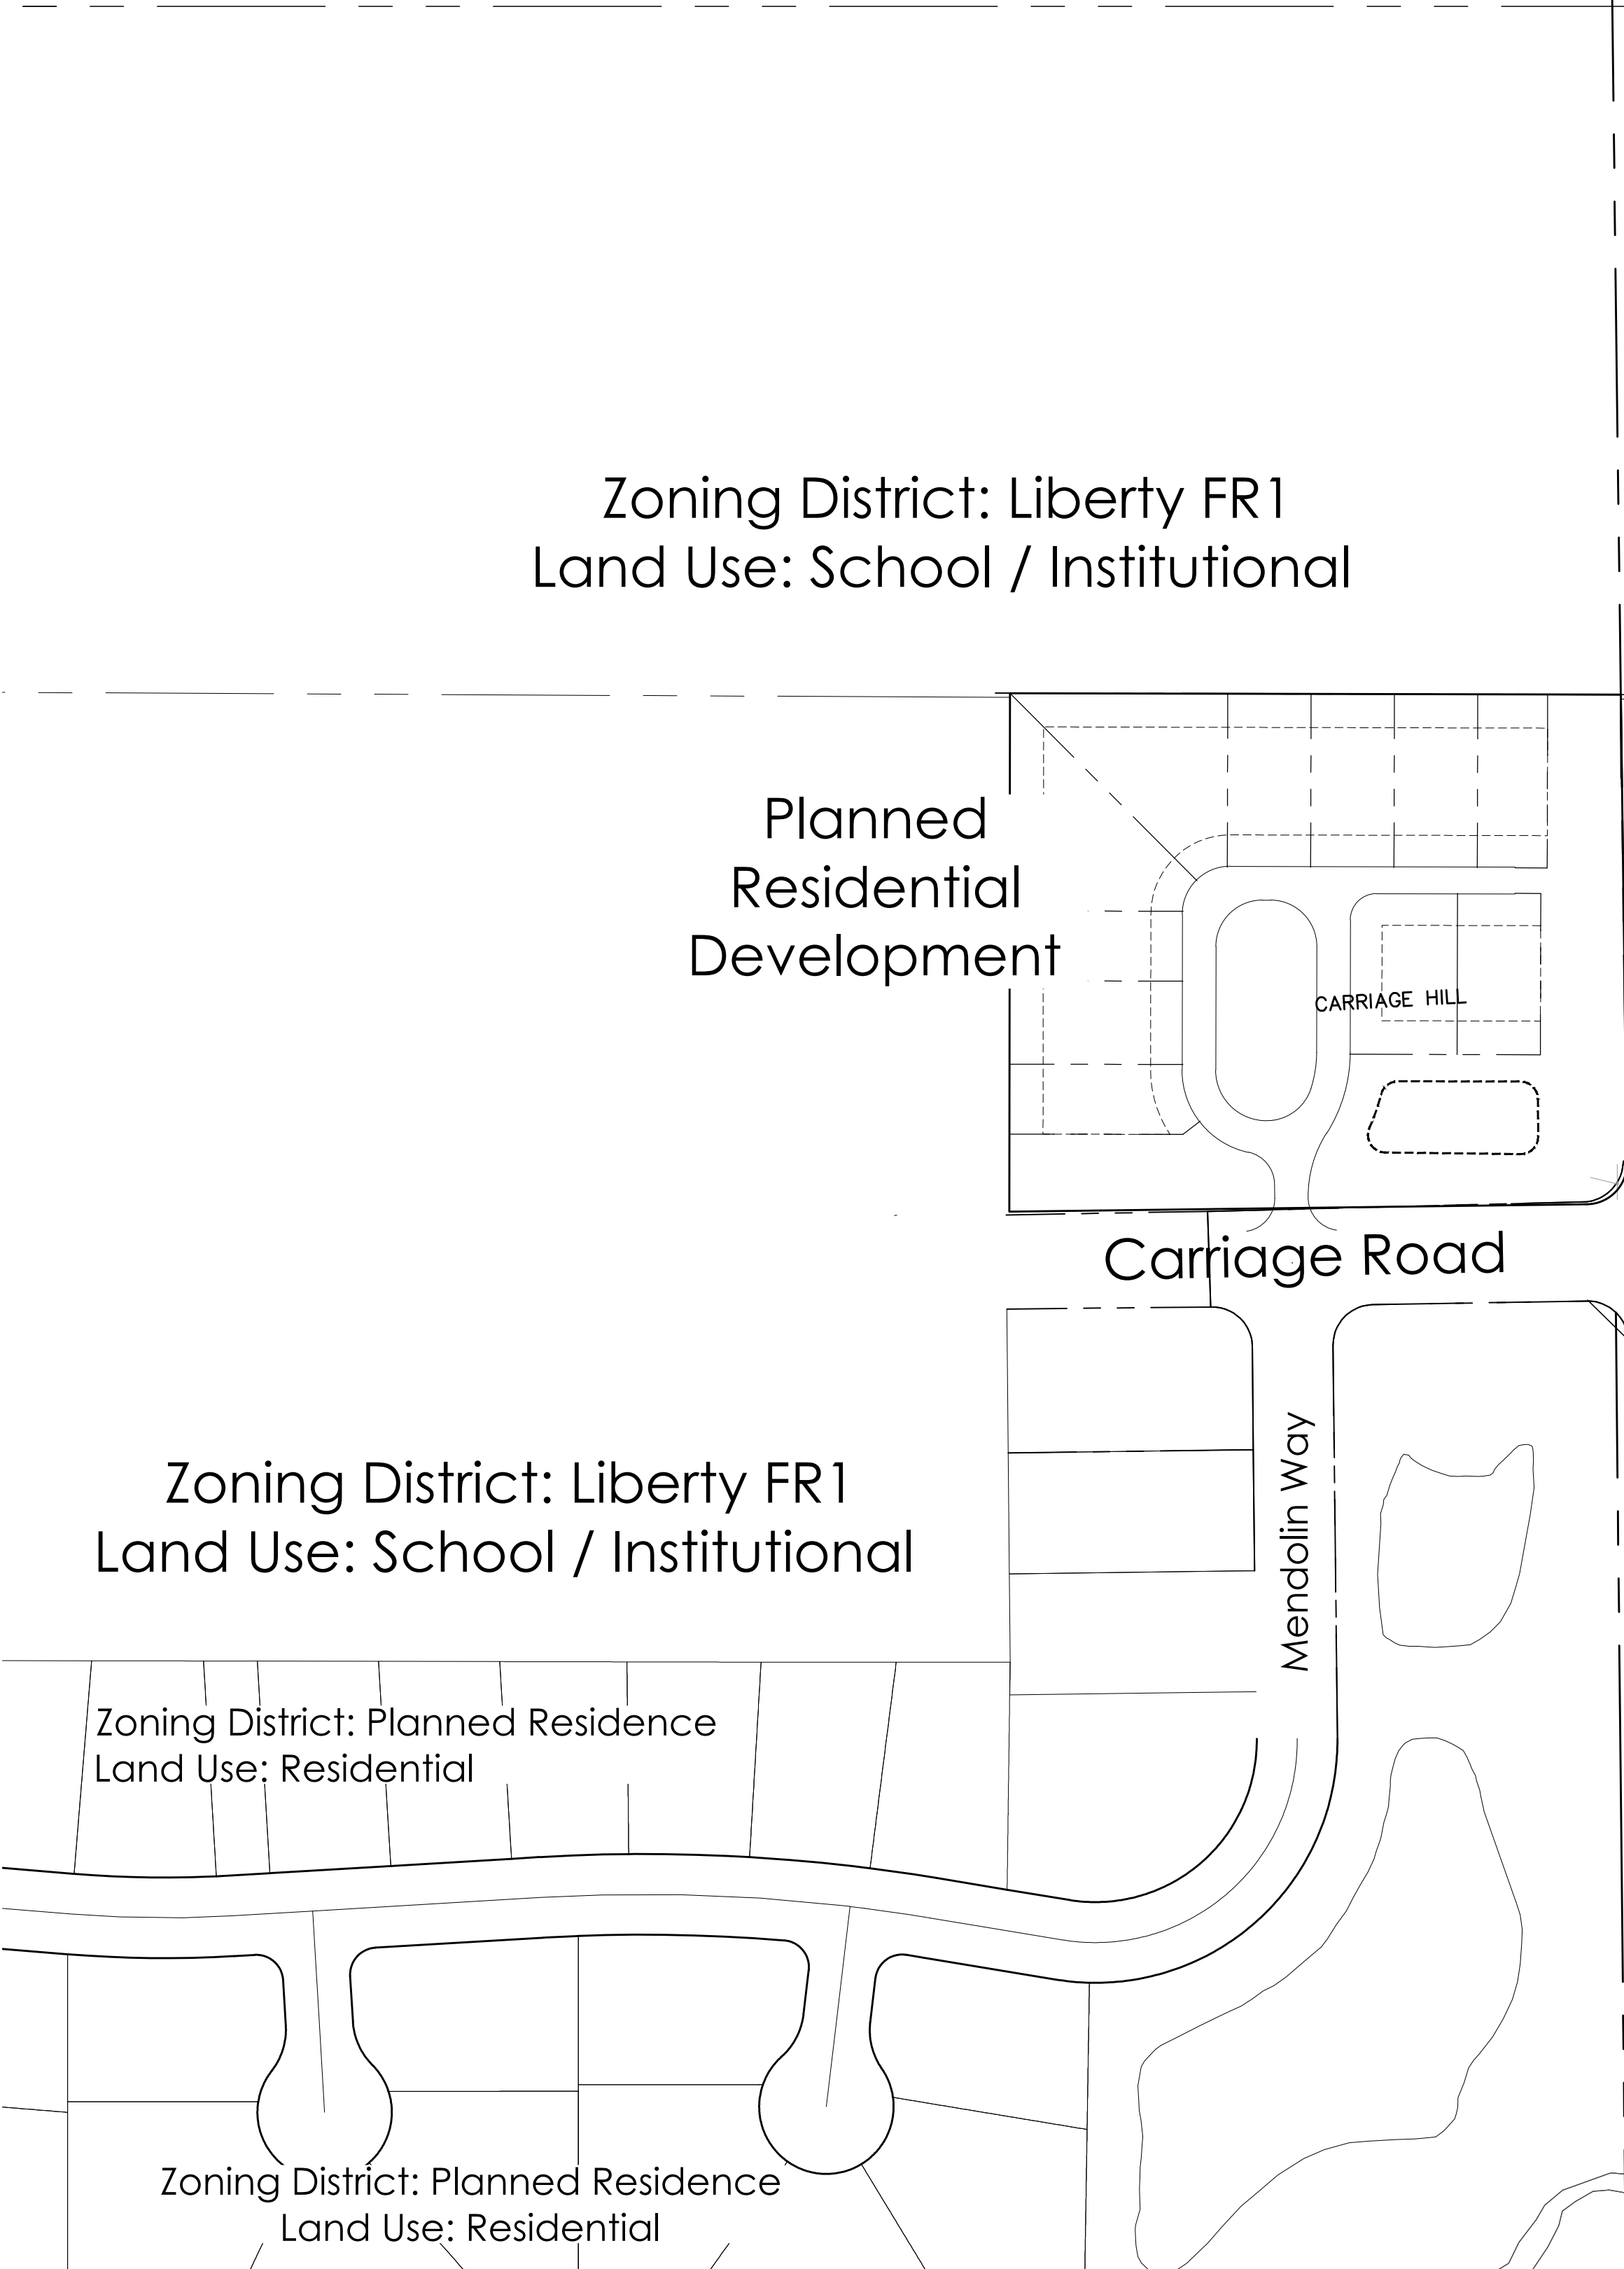 Zoning District: Liberty FR1
Land Use: School / Institutional
Planned
Residential
Development
CARRIAGE HILL
Carriage Road
Mendolin Way
Zoning District: Liberty FR1
Land Use: School / Institutional
Zoning District: Planned Residence
Land Use: Residential
Zoning District: Planned Residence
Land Use: Residential